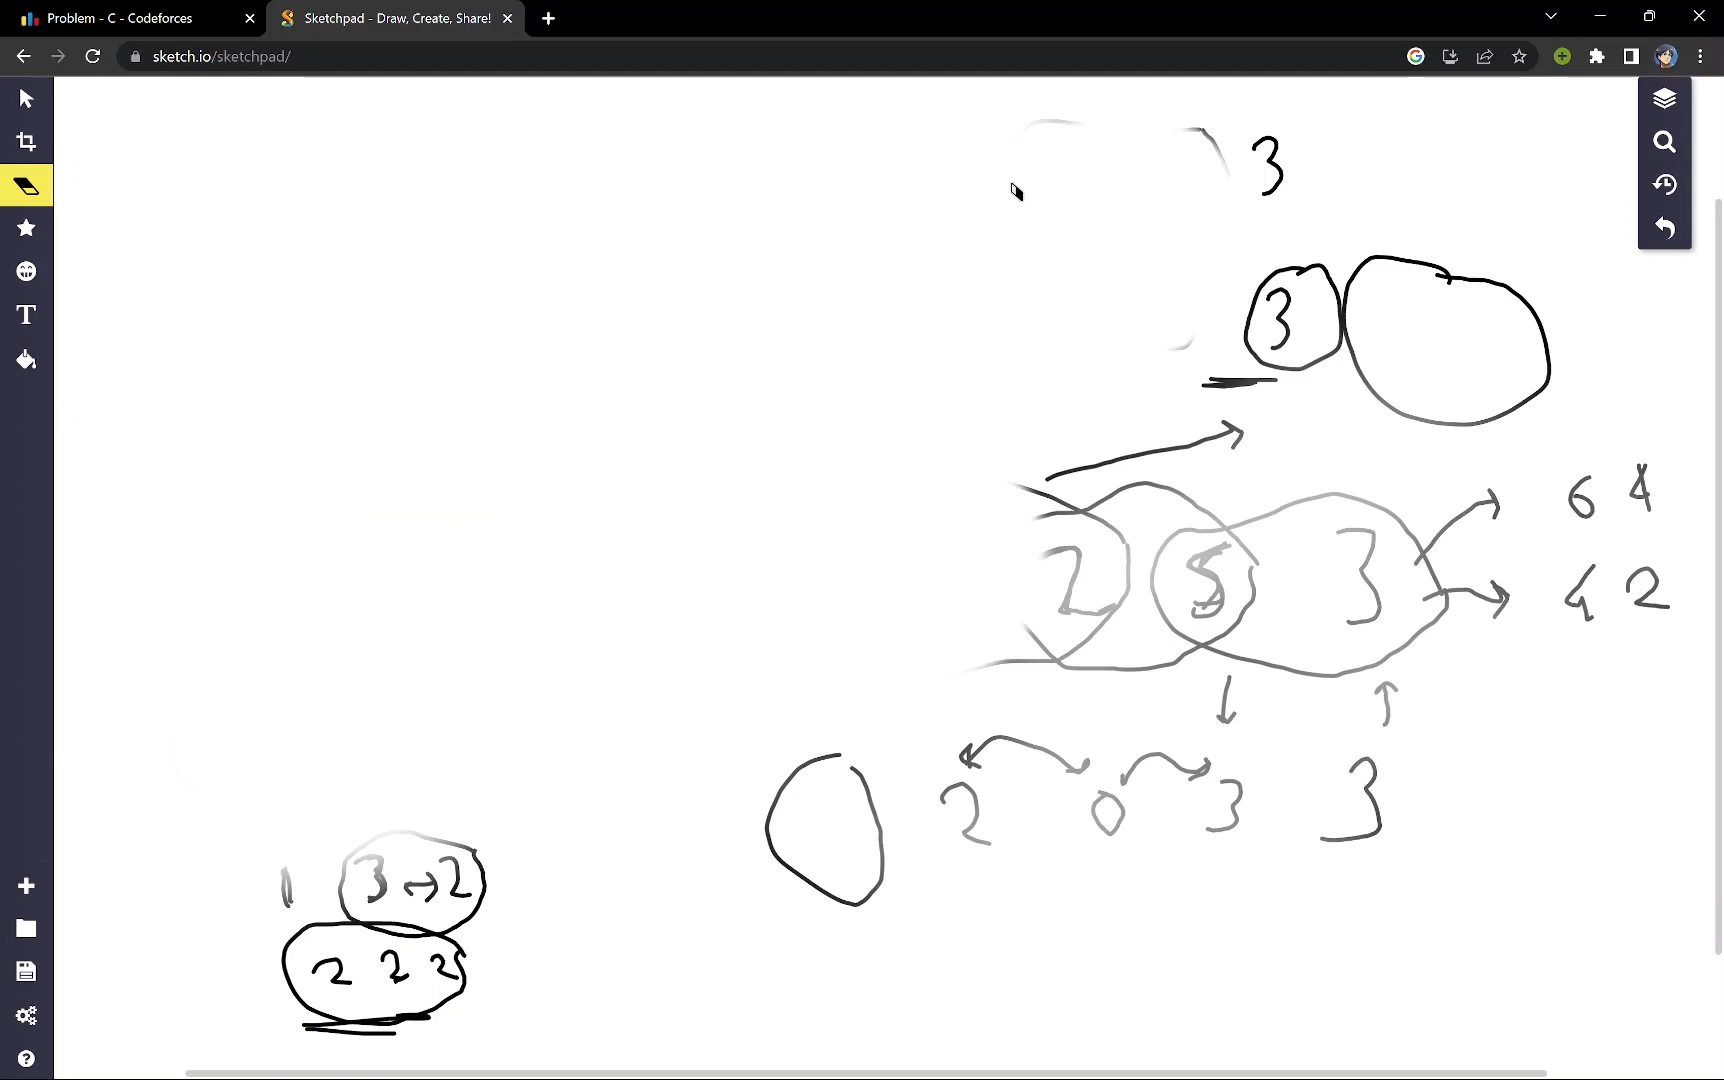 Problem - C - Codeforces
Sketchpad - Draw, Create, Share!
sketch.io/sketchpad/
3
3
6 4
2 5 3
4 2
2 0 3 3
1 3 ↔ 2
2 2 2